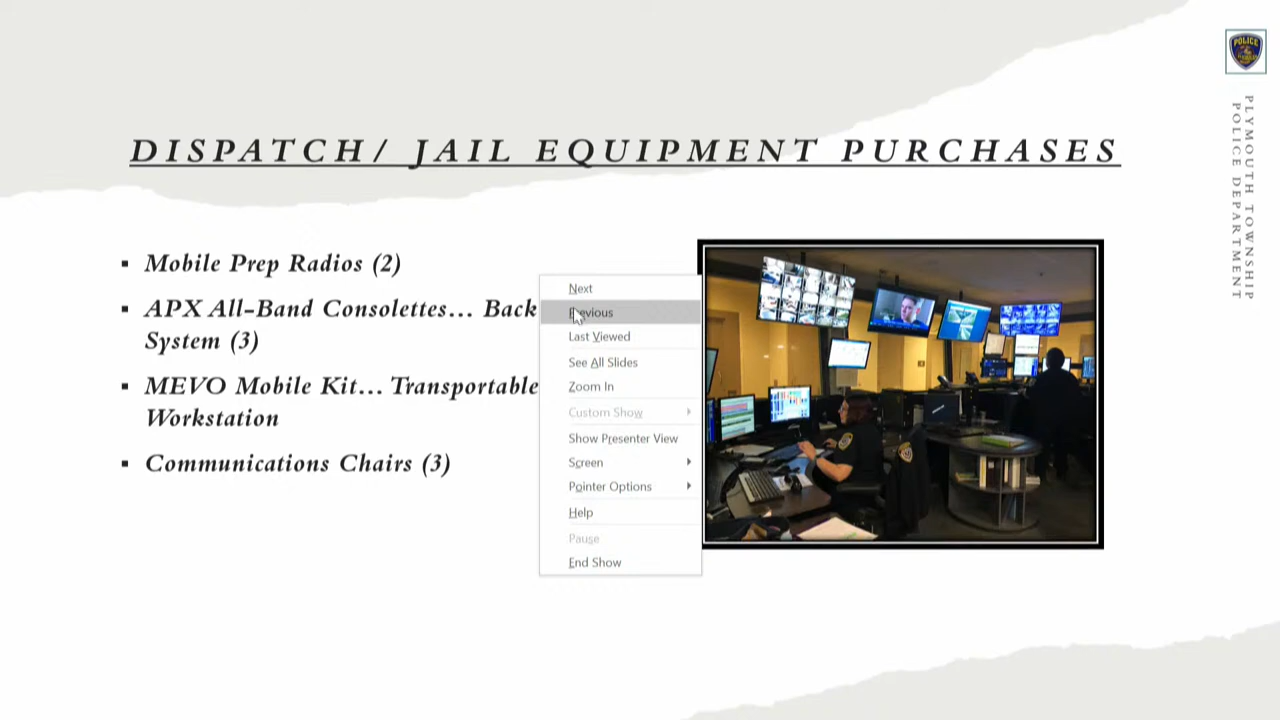 POLICE
PLYMOUTH TOWNSHIP
POLICE DEPARTMENT
DISPATCH/ JAIL EQUIPMENT PURCHASES
▪ Mobile Prep Radios (2)
▪ APX All-Band Consolettes... Back
System (3)
▪ MEVO Mobile Kit... Transportable
Workstation
▪ Communications Chairs (3)
Next
Previous
Last Viewed
See All Slides
Zoom In
Custom Show
Show Presenter View
Screen
Pointer Options
Help
Pause
End Show